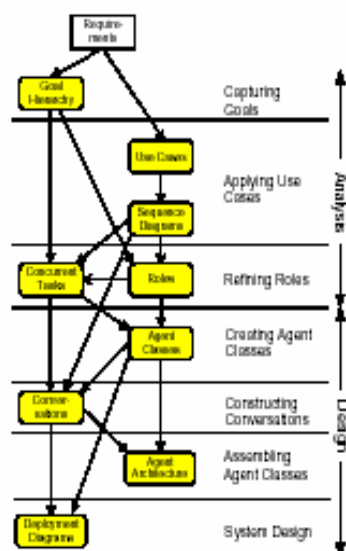 Require-
ments
Goal
Hierarchy
Capturing
Goals
Use Cases
Applying Use
Cases
Sequence
Diagrams
Analysis
Concurrent
Tasks
Roles
Refining Roles
Agent
Classes
Creating Agent
Classes
Conver-
sations
Constructing
Conversations
Design
Agent
Architecture
Assembling
Agent Classes
Deployment
Diagrams
System Design